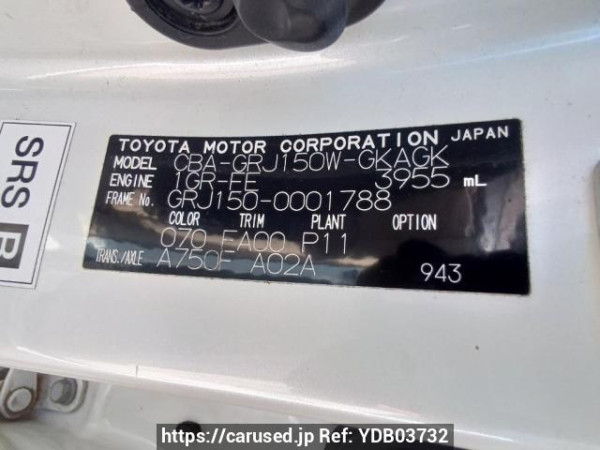 TOYOTA MOTOR CORPORATION JAPAN
MODEL CBA-GRJ150W-GKAGK
ENGINE 1GR-FE 3955 mL
FRAME No. GRJ150-0001788
COLOR TRIM PLANT OPTION
070 FA00 P11
TRANS./AXLE A750F A02A
943
SRS
https://carused.jp Ref: YDB03732